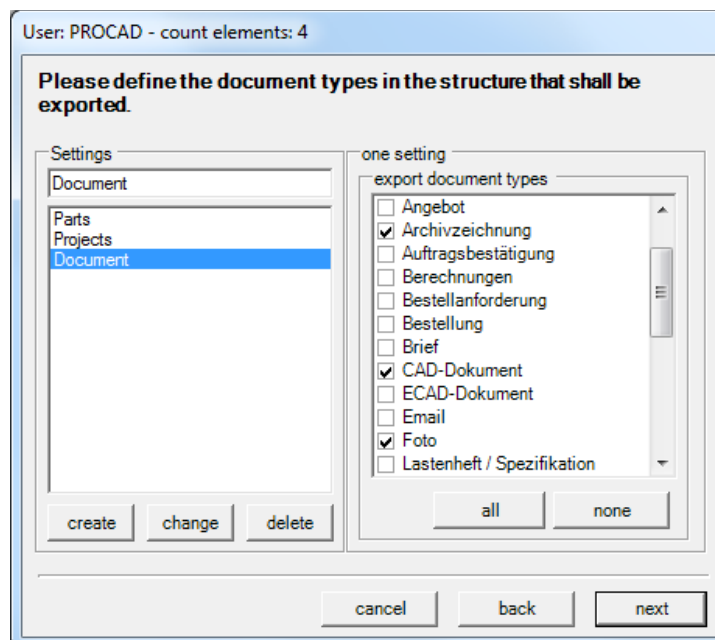 User: PROCAD - count elements: 4
Please define the document types in the structure that shall be
exported.
Settings
Document
Parts
Projects
Document
create
change
delete
one setting
export document types
Angebot
Archivzeichnung
Auftragsbestätigung
Berechnungen
Bestellanforderung
Bestellung
Brief
CAD-Dokument
ECAD-Dokument
Email
Foto
Lastenheft / Spezifikation
all
none
cancel
back
next